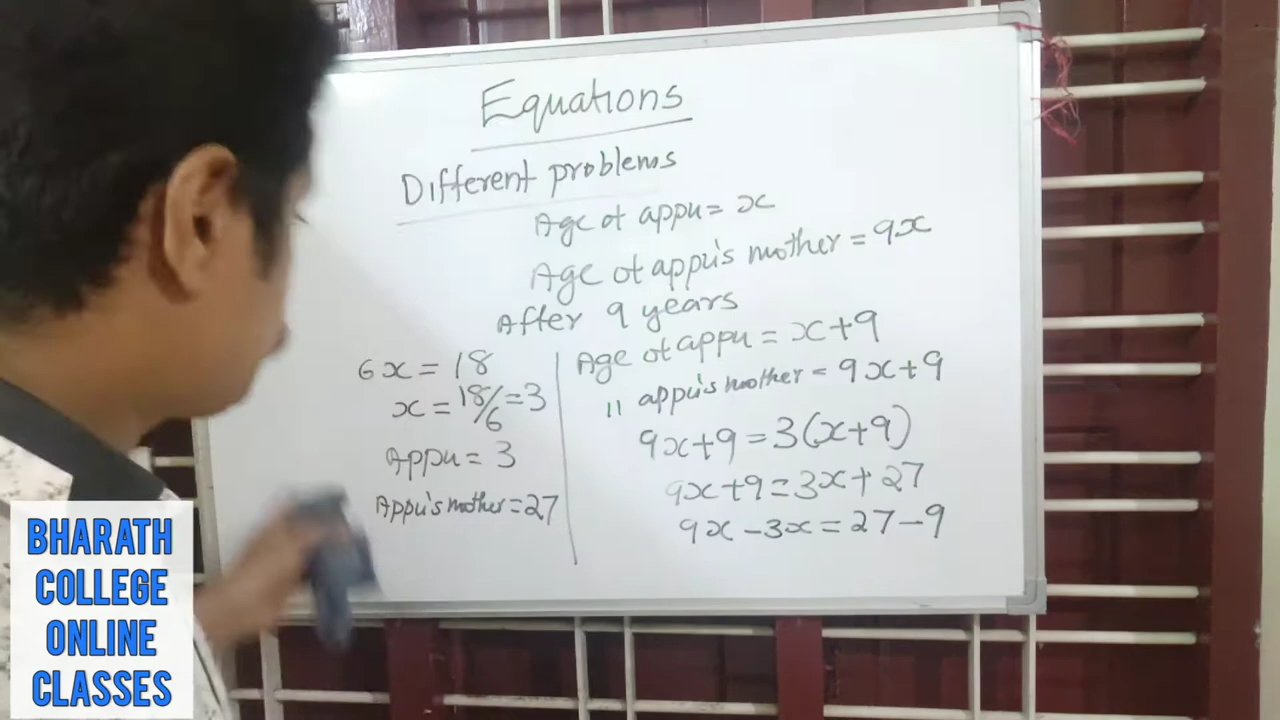 Equations
Different problems
Age of appu = x
Age of appu's mother = 9x
After 9 years
Age of appu = x+9
11 appu's mother = 9x+9
9x+9 = 3(x+9)
9x+9 = 3x+27
9x-3x = 27-9
6x = 18
x = 18/6 = 3
Appu = 3
Appu's mother = 27
BHARATH
COLLEGE
ONLINE
CLASSES